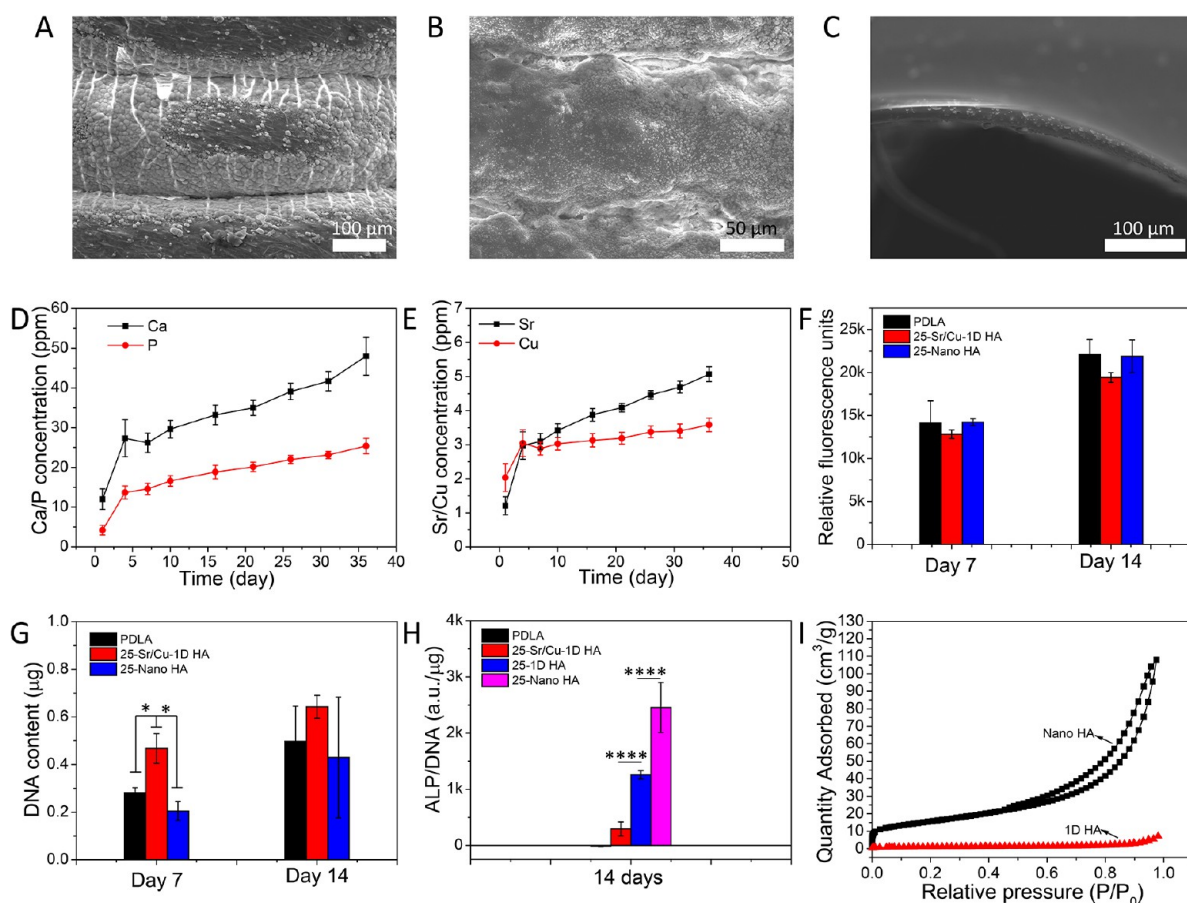 A
B
C
100 µm
50 µm
100 µm
D
Ca/P concentration (ppm)
60
50
40
30
20
10
0
Ca
P
0 5 10 15 20 25 30 35 40
Time (day)
E
Sr/Cu concentration (ppm)
7
6
5
4
3
2
1
0
Sr
Cu
0 10 20 30 40 50
Time (day)
F
Relative fluorescence units
25k
20k
15k
10k
5k
0
PDLA
25-Sr/Cu-1D HA
25-Nano HA
Day 7 Day 14
G
DNA content (µg)
1.0
0.8
0.6
0.4
0.2
0.0
PDLA
25-Sr/Cu-1D HA
25-Nano HA
* *
Day 7 Day 14
H
ALP/DNA (a.u./µg)
4k
3k
2k
1k
0
PDLA
25-Sr/Cu-1D HA
25-1D HA
25-Nano HA
****
****
14 days
I
Quantity Adsorbed (cm³/g)
130
120
110
100
90
80
70
60
50
40
30
20
10
0
Nano HA
1D HA
0.0 0.2 0.4 0.6 0.8 1.0
Relative pressure (P/P₀)